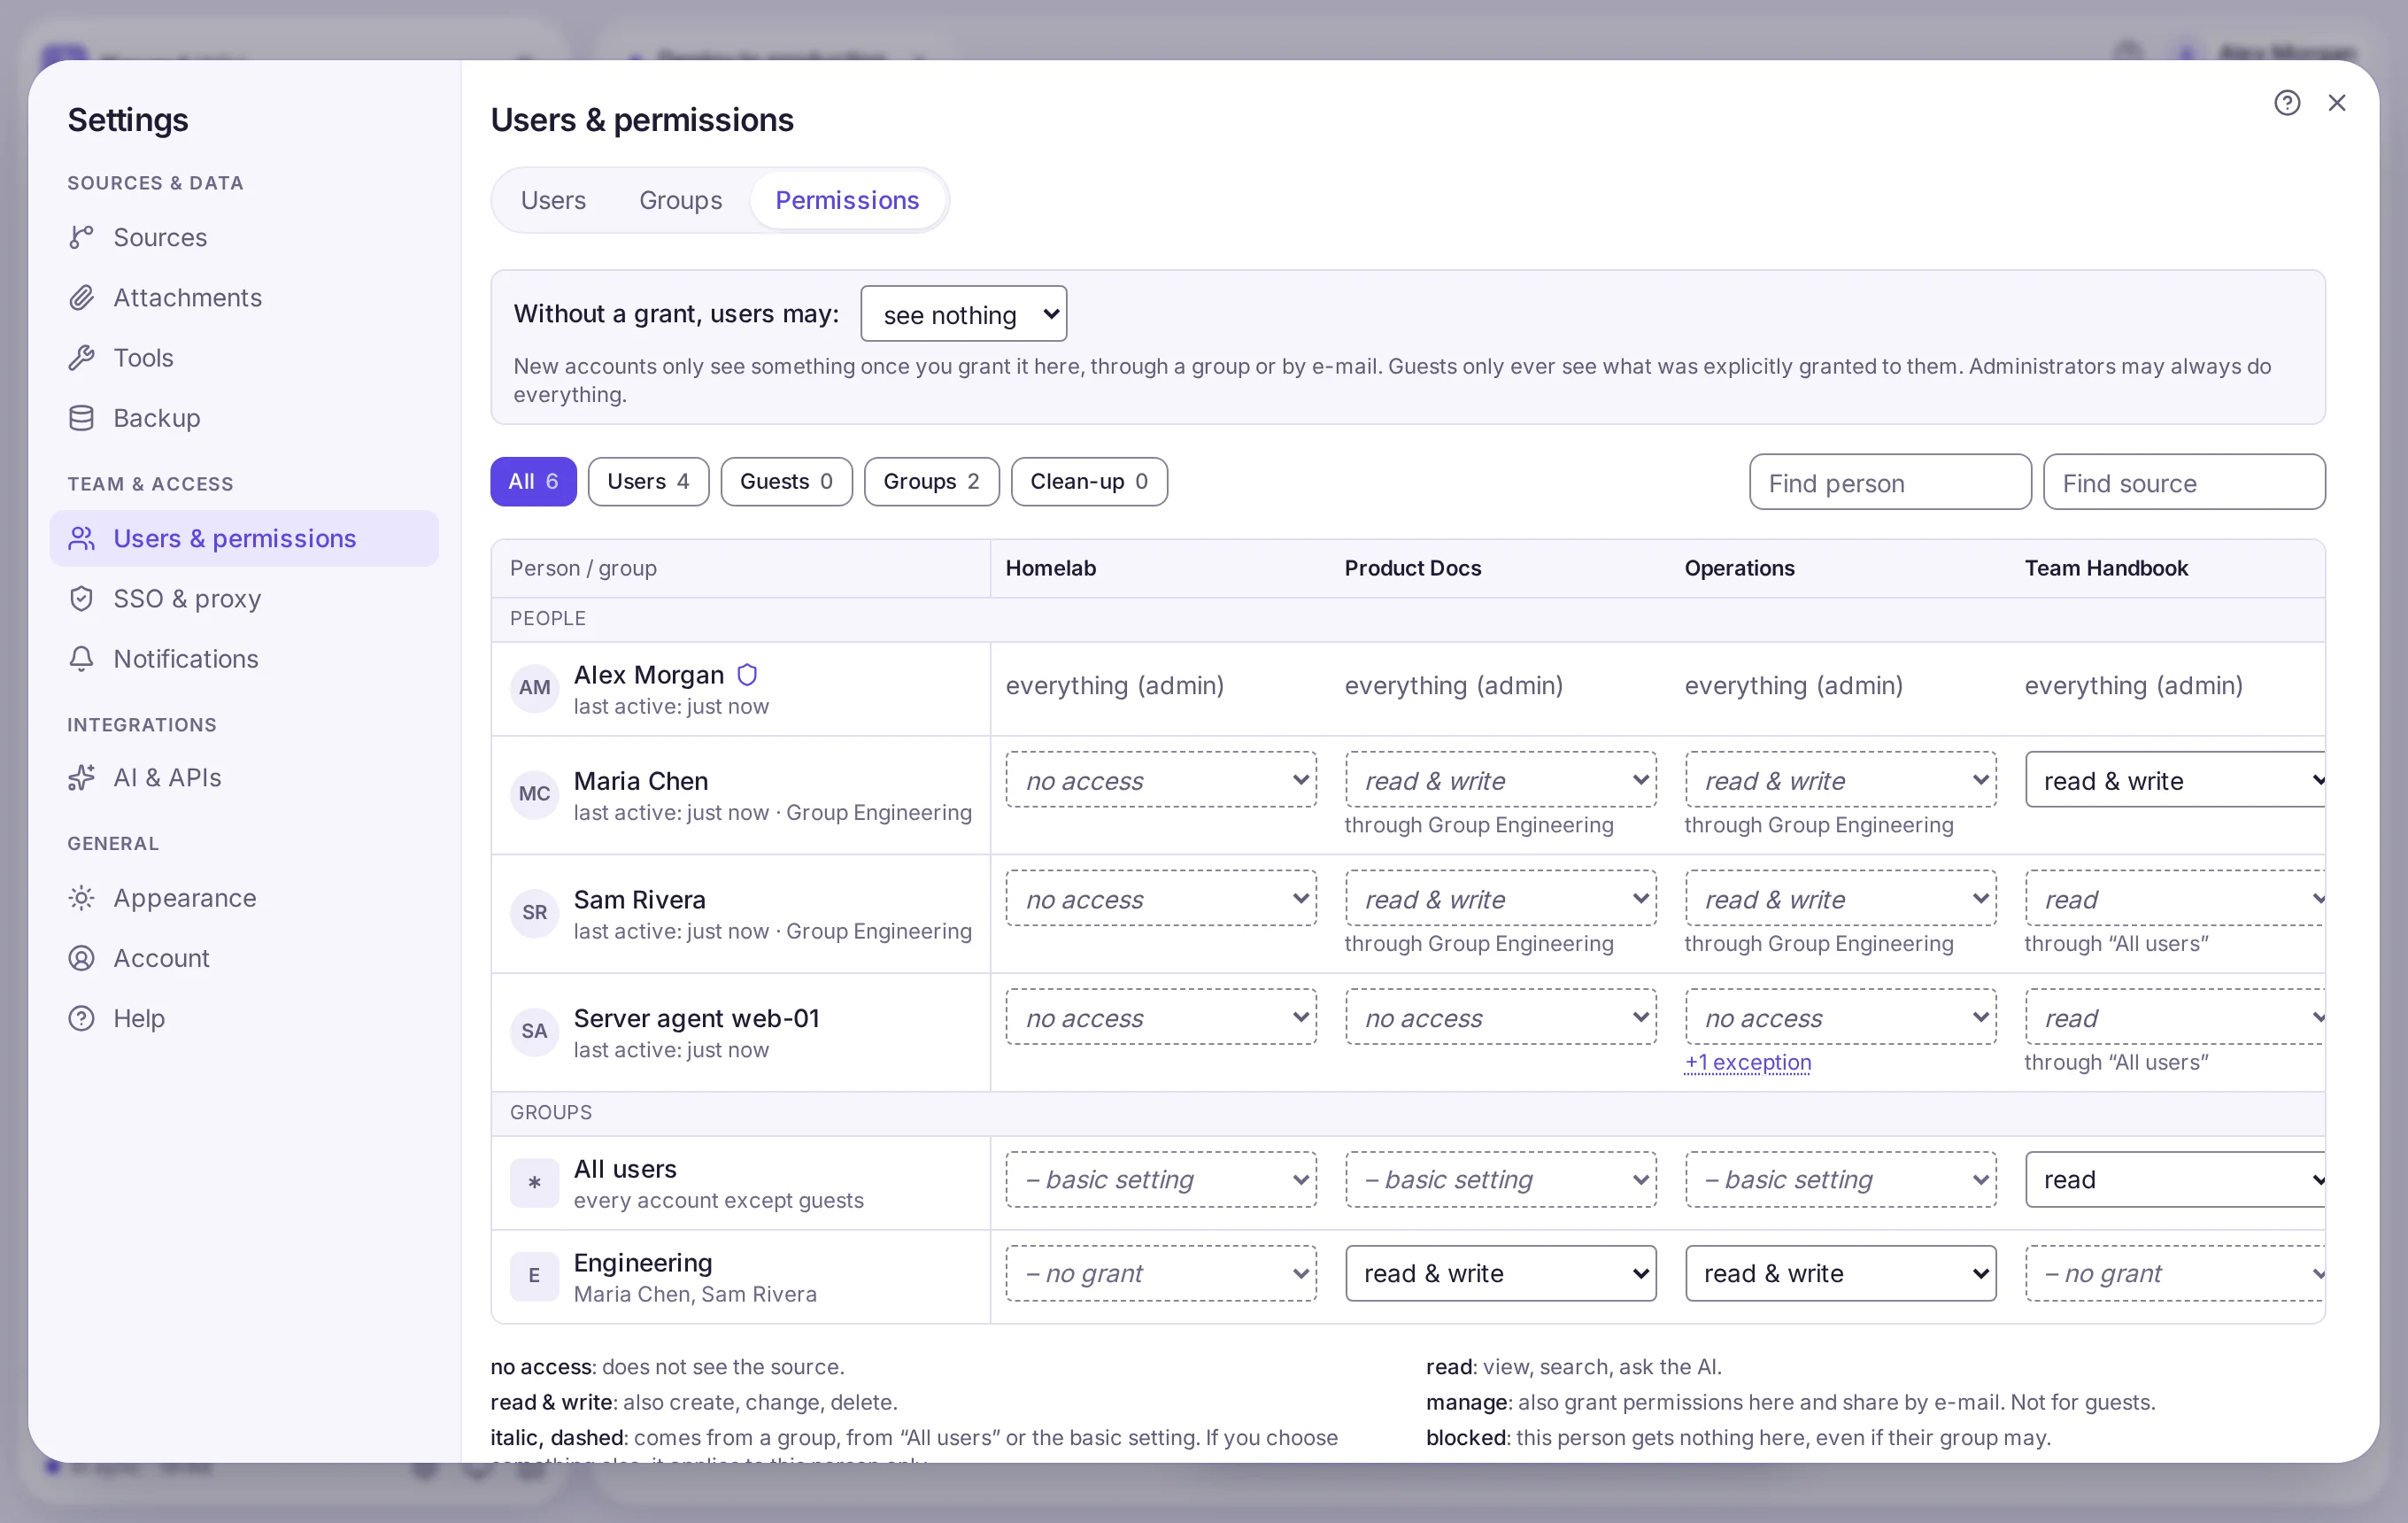 Settings
SOURCES & DATA
Sources
Attachments
Tools
Backup
TEAM & ACCESS
Users & permissions
SSO & proxy
Notifications
INTEGRATIONS
AI & APIs
GENERAL
Appearance
Account
Help
Users & permissions
Users Groups Permissions
Without a grant, users may: see nothing
New accounts only see something once you grant it here, through a group or by e-mail. Guests only ever see what was explicitly granted to them. Administrators may always do
everything.
All 6 Users 4 Guests 0 Groups 2 Clean-up 0 Find person Find source
Person / group Homelab Product Docs Operations Team Handbook
PEOPLE
AM Alex Morgan everything (admin) everything (admin) everything (admin) everything (admin)
last active: just now
MC Maria Chen no access read & write read & write read & write
last active: just now · Group Engineering through Group Engineering through Group Engineering
SR Sam Rivera no access read & write read & write read
last active: just now · Group Engineering through Group Engineering through Group Engineering through “All users”
SA Server agent web-01 no access no access no access read
last active: just now +1 exception through “All users”
GROUPS
* All users – basic setting – basic setting – basic setting read
every account except guests
E Engineering – no grant read & write read & write – no grant
Maria Chen, Sam Rivera
no access: does not see the source. read: view, search, ask the AI.
read & write: also create, change, delete. manage: also grant permissions here and share by e-mail. Not for guests.
italic, dashed: comes from a group, from “All users” or the basic setting. If you choose blocked: this person gets nothing here, even if their group may.